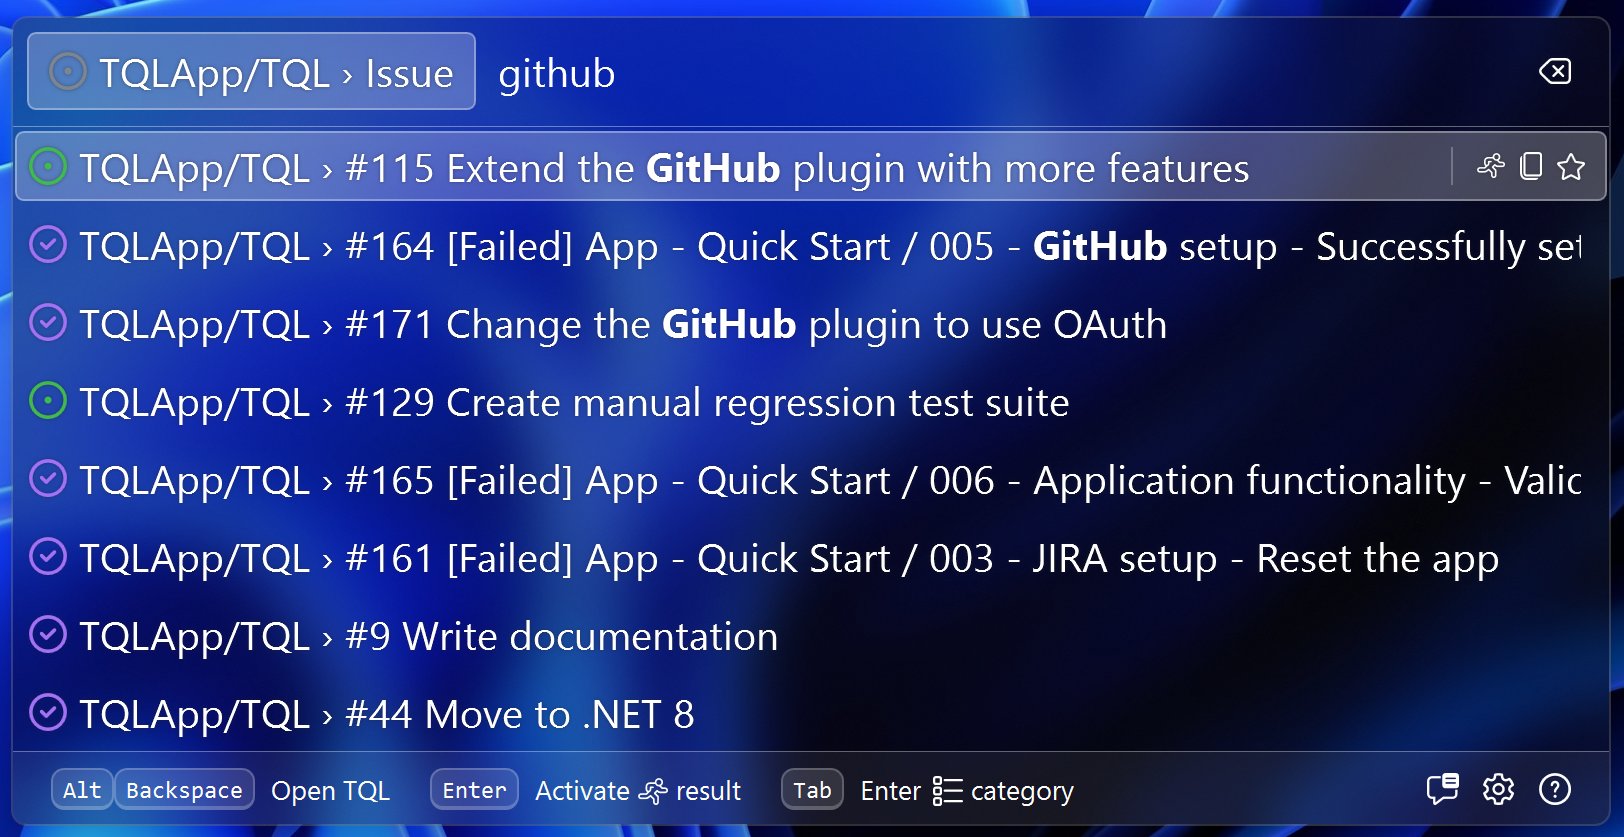 TQLApp/TQL › Issue github
TQLApp/TQL › #115 Extend the GitHub plugin with more features
TQLApp/TQL › #164 [Failed] App - Quick Start / 005 - GitHub setup - Successfully
TQLApp/TQL › #171 Change the GitHub plugin to use OAuth
TQLApp/TQL › #129 Create manual regression test suite
TQLApp/TQL › #165 [Failed] App - Quick Start / 006 - Application functionality -
TQLApp/TQL › #161 [Failed] App - Quick Start / 003 - JIRA setup - Reset the app
TQLApp/TQL › #9 Write documentation
TQLApp/TQL › #44 Move to .NET 8
Alt Backspace Open TQL Enter Activate result Tab Enter category